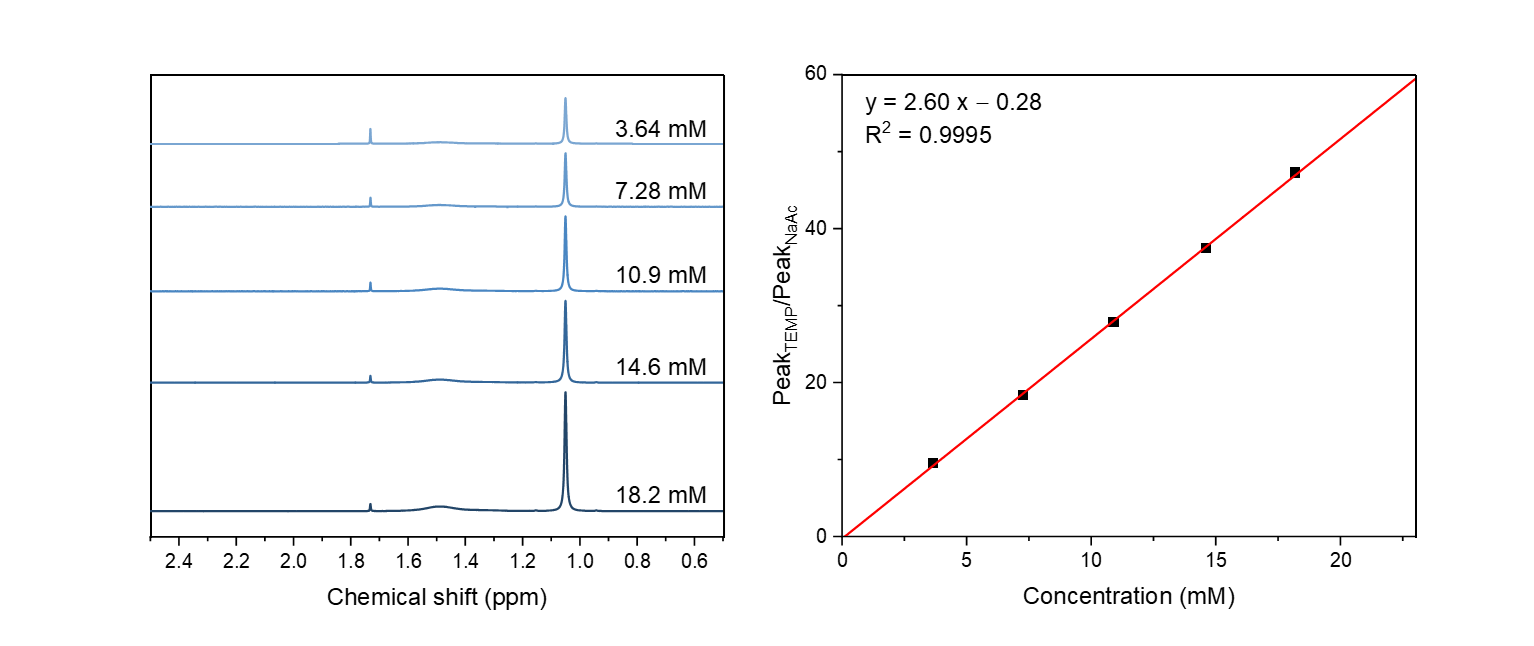 3.64 mM
7.28 mM
10.9 mM
14.6 mM
18.2 mM
2.4 2.2 2.0 1.8 1.6 1.4 1.2 1.0 0.8 0.6
Chemical shift (ppm)
y = 2.60 x − 0.28
R² = 0.9995
60
40
20
0
Peak_TEMP/Peak_NaAc
0 5 10 15 20
Concentration (mM)